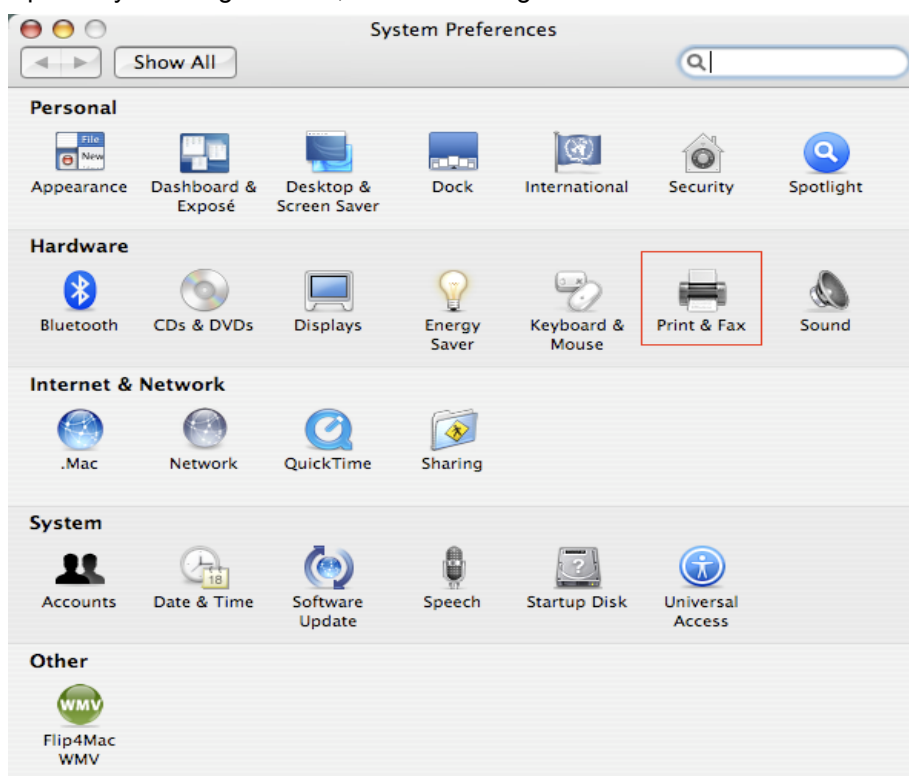 System Preferences
Show All
Personal
File
New
Appearance
Dashboard &
Exposé
Desktop &
Screen Saver
Dock
International
Security
Spotlight
Hardware
Bluetooth
CDs & DVDs
Displays
Energy
Saver
Keyboard &
Mouse
Print & Fax
Sound
Internet & Network
.Mac
Network
QuickTime
Sharing
System
18
?
Accounts
Date & Time
Software
Update
Speech
Startup Disk
Universal
Access
Other
WMV
Flip4Mac
WMV